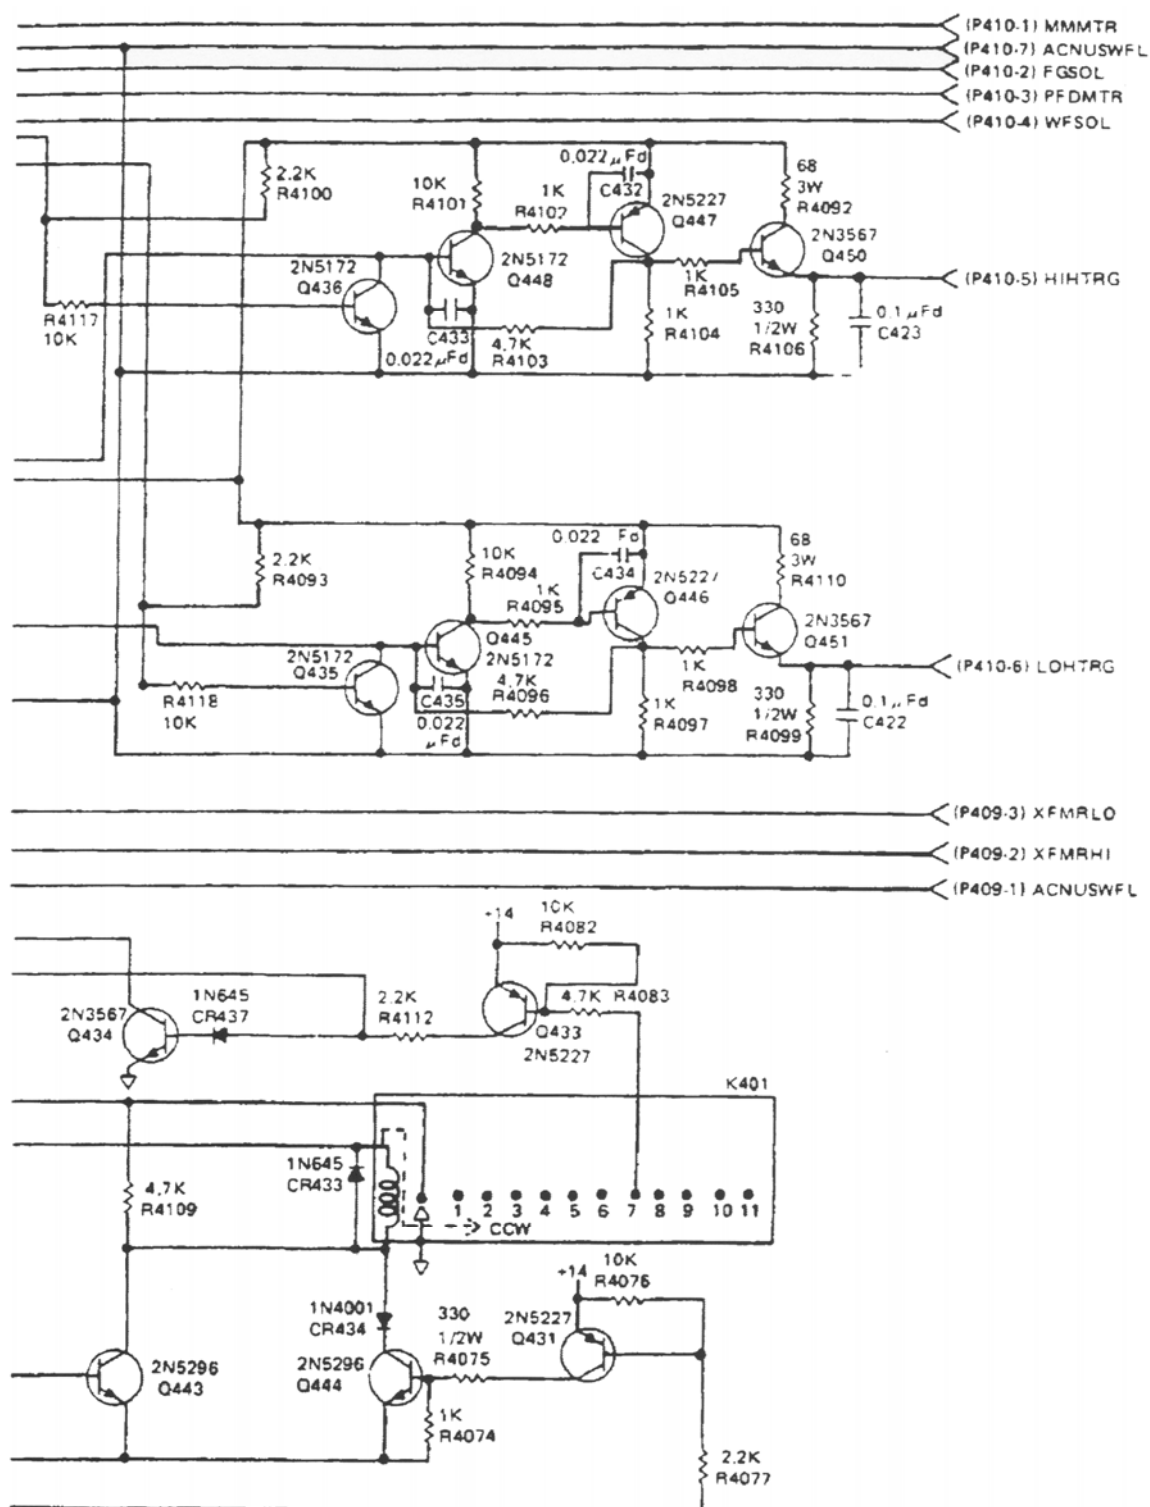 (P410-1) MMMTR
(P410-7) ACNUSWFL
(P410-2) FGSOL
(P410-3) PFDMTR
(P410-4) WFSOL
2.2K
R4100
10K
R4101
1K
R4102
0.022µFd
C432
2N5227
Q447
68
3W
R4092
2N3567
Q450
2N5172
Q448
2N5172
Q436
R4117
10K
C433
0.022µFd
4.7K
R4103
1K
R4105
1K
R4104
330
1/2W
R4106
0.1µFd
C423
(P410-5) HIHTRG
2.2K
R4093
10K
R4094
1K
R4095
0.022 Fd
C434
2N5227
Q446
68
3W
R4110
2N3567
Q451
Q445
2N5172
2N5172
Q435
4.7K
R4096
R4118
10K
C435
0.022
µFd
1K
R4098
1K
R4097
330
1/2W
R4099
0.1µFd
C422
(P410-6) LOHTRG
(P409-3) XFMRLO
(P409-2) XFMRHI
(P409-1) ACNUSWFL
+14
10K
R4082
2N3567
Q434
1N645
CR437
2.2K
R4112
4.7K R4083
Q433
2N5227
K401
1N645
CR433
4.7K
R4109
1 2 3 4 5 6 7 8 9 10 11
CCW
+14
10K
R4076
1N4001
CR434
330
1/2W
R4075
2N5227
Q431
2N5296
Q443
2N5296
Q444
1K
R4074
2.2K
R4077